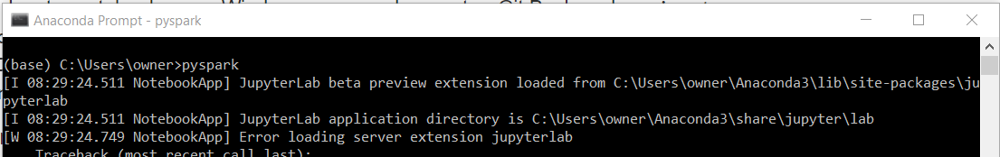 Anaconda Prompt - pyspark
(base) C:\Users\owner>pyspark
[I 08:29:24.511 NotebookApp] JupyterLab beta preview extension loaded from C:\Users\owner\Anaconda3\lib\site-packages\ju
pyterlab
[I 08:29:24.511 NotebookApp] JupyterLab application directory is C:\Users\owner\Anaconda3\share\jupyter\lab
[W 08:29:24.749 NotebookApp] Error loading server extension jupyterlab
Traceback (most recent call last):